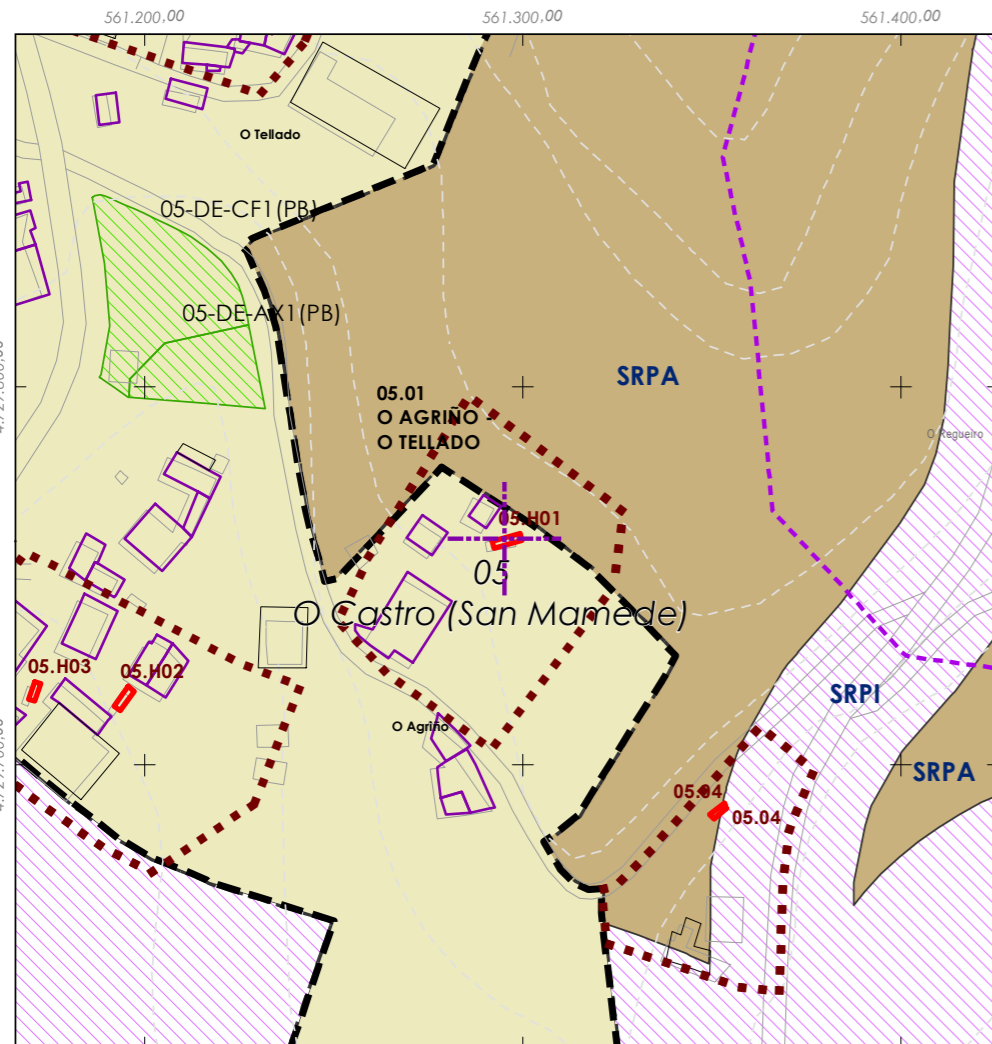 561.200,00
561.300,00
561.400,00
O Tellado
05-DE-CF1(PB)
05-DE-AX1(PB)
SRPA
05.01
O AGRIÑO -
O TELLADO
O Regueiro
05.H01
05
O Castro (San Mamede)
05.H03
05.H02
SRPI
O Agriño
SRPA
05.04
05.04